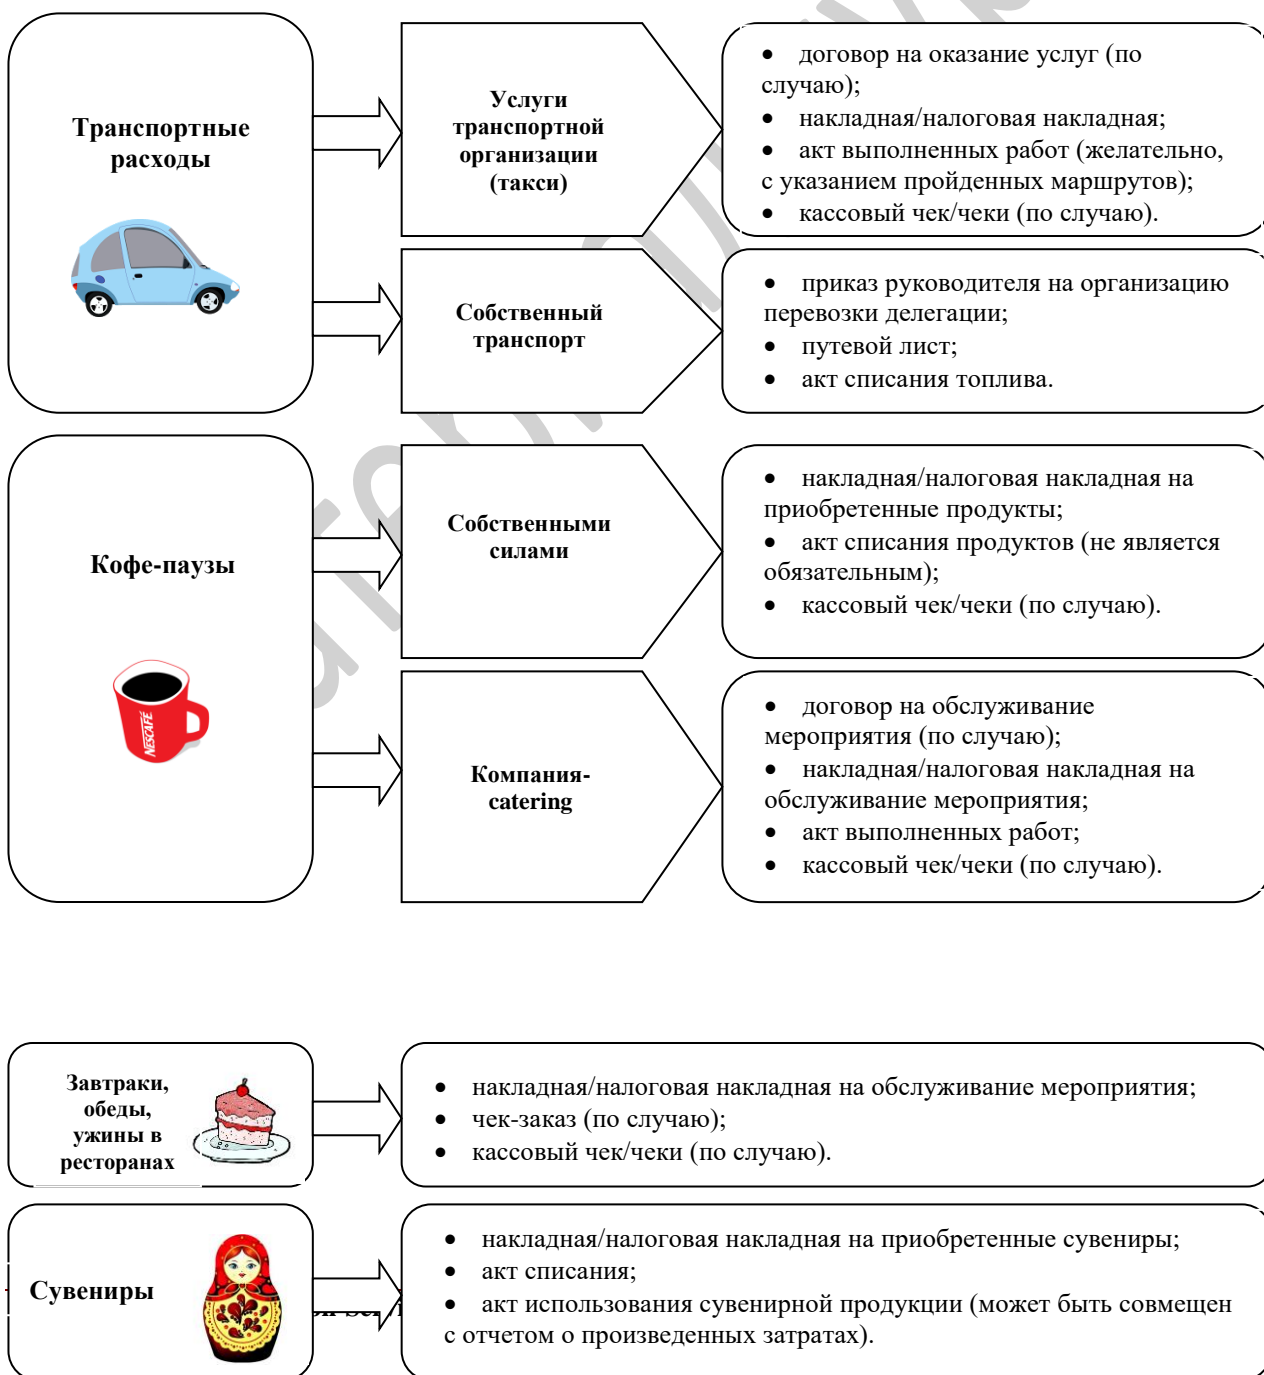 Транспортные
расходы
Услуги
транспортной
организации
(такси)
• договор на оказание услуг (по
случаю);
• накладная/налоговая накладная;
• акт выполненных работ (желательно,
с указанием пройденных маршрутов);
• кассовый чек/чеки (по случаю).
Собственный
транспорт
• приказ руководителя на организацию
перевозки делегации;
• путевой лист;
• акт списания топлива.
Кофе-паузы
NESCAFÉ
Собственными
силами
• накладная/налоговая накладная на
приобретенные продукты;
• акт списания продуктов (не является
обязательным);
• кассовый чек/чеки (по случаю).
Компания-
catering
• договор на обслуживание
мероприятия (по случаю);
• накладная/налоговая накладная на
обслуживание мероприятия;
• акт выполненных работ;
• кассовый чек/чеки (по случаю).
Завтраки,
обеды,
ужины в
ресторанах
• накладная/налоговая накладная на обслуживание мероприятия;
• чек-заказ (по случаю);
• кассовый чек/чеки (по случаю).
Сувениры
• накладная/налоговая накладная на приобретенные сувениры;
• акт списания;
• акт использования сувенирной продукции (может быть совмещен
с отчетом о произведенных затратах).